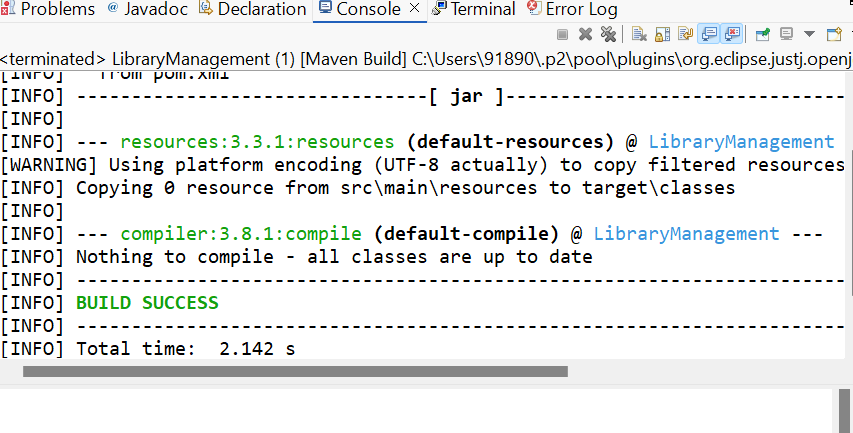 Problems @ Javadoc Declaration Console × Terminal Error Log
<terminated> LibraryManagement (1) [Maven Build] C:\Users\91890\.p2\pool\plugins\org.eclipse.justj.openj
[INFO]   from pom.xml
[INFO] --------------------------------[ jar ]---------------------------------
[INFO]
[INFO] --- resources:3.3.1:resources (default-resources) @ LibraryManagement
[WARNING] Using platform encoding (UTF-8 actually) to copy filtered resources
[INFO] Copying 0 resource from src\main\resources to target\classes
[INFO]
[INFO] --- compiler:3.8.1:compile (default-compile) @ LibraryManagement ---
[INFO] Nothing to compile - all classes are up to date
[INFO] ------------------------------------------------------------------------
[INFO] BUILD SUCCESS
[INFO] ------------------------------------------------------------------------
[INFO] Total time:  2.142 s